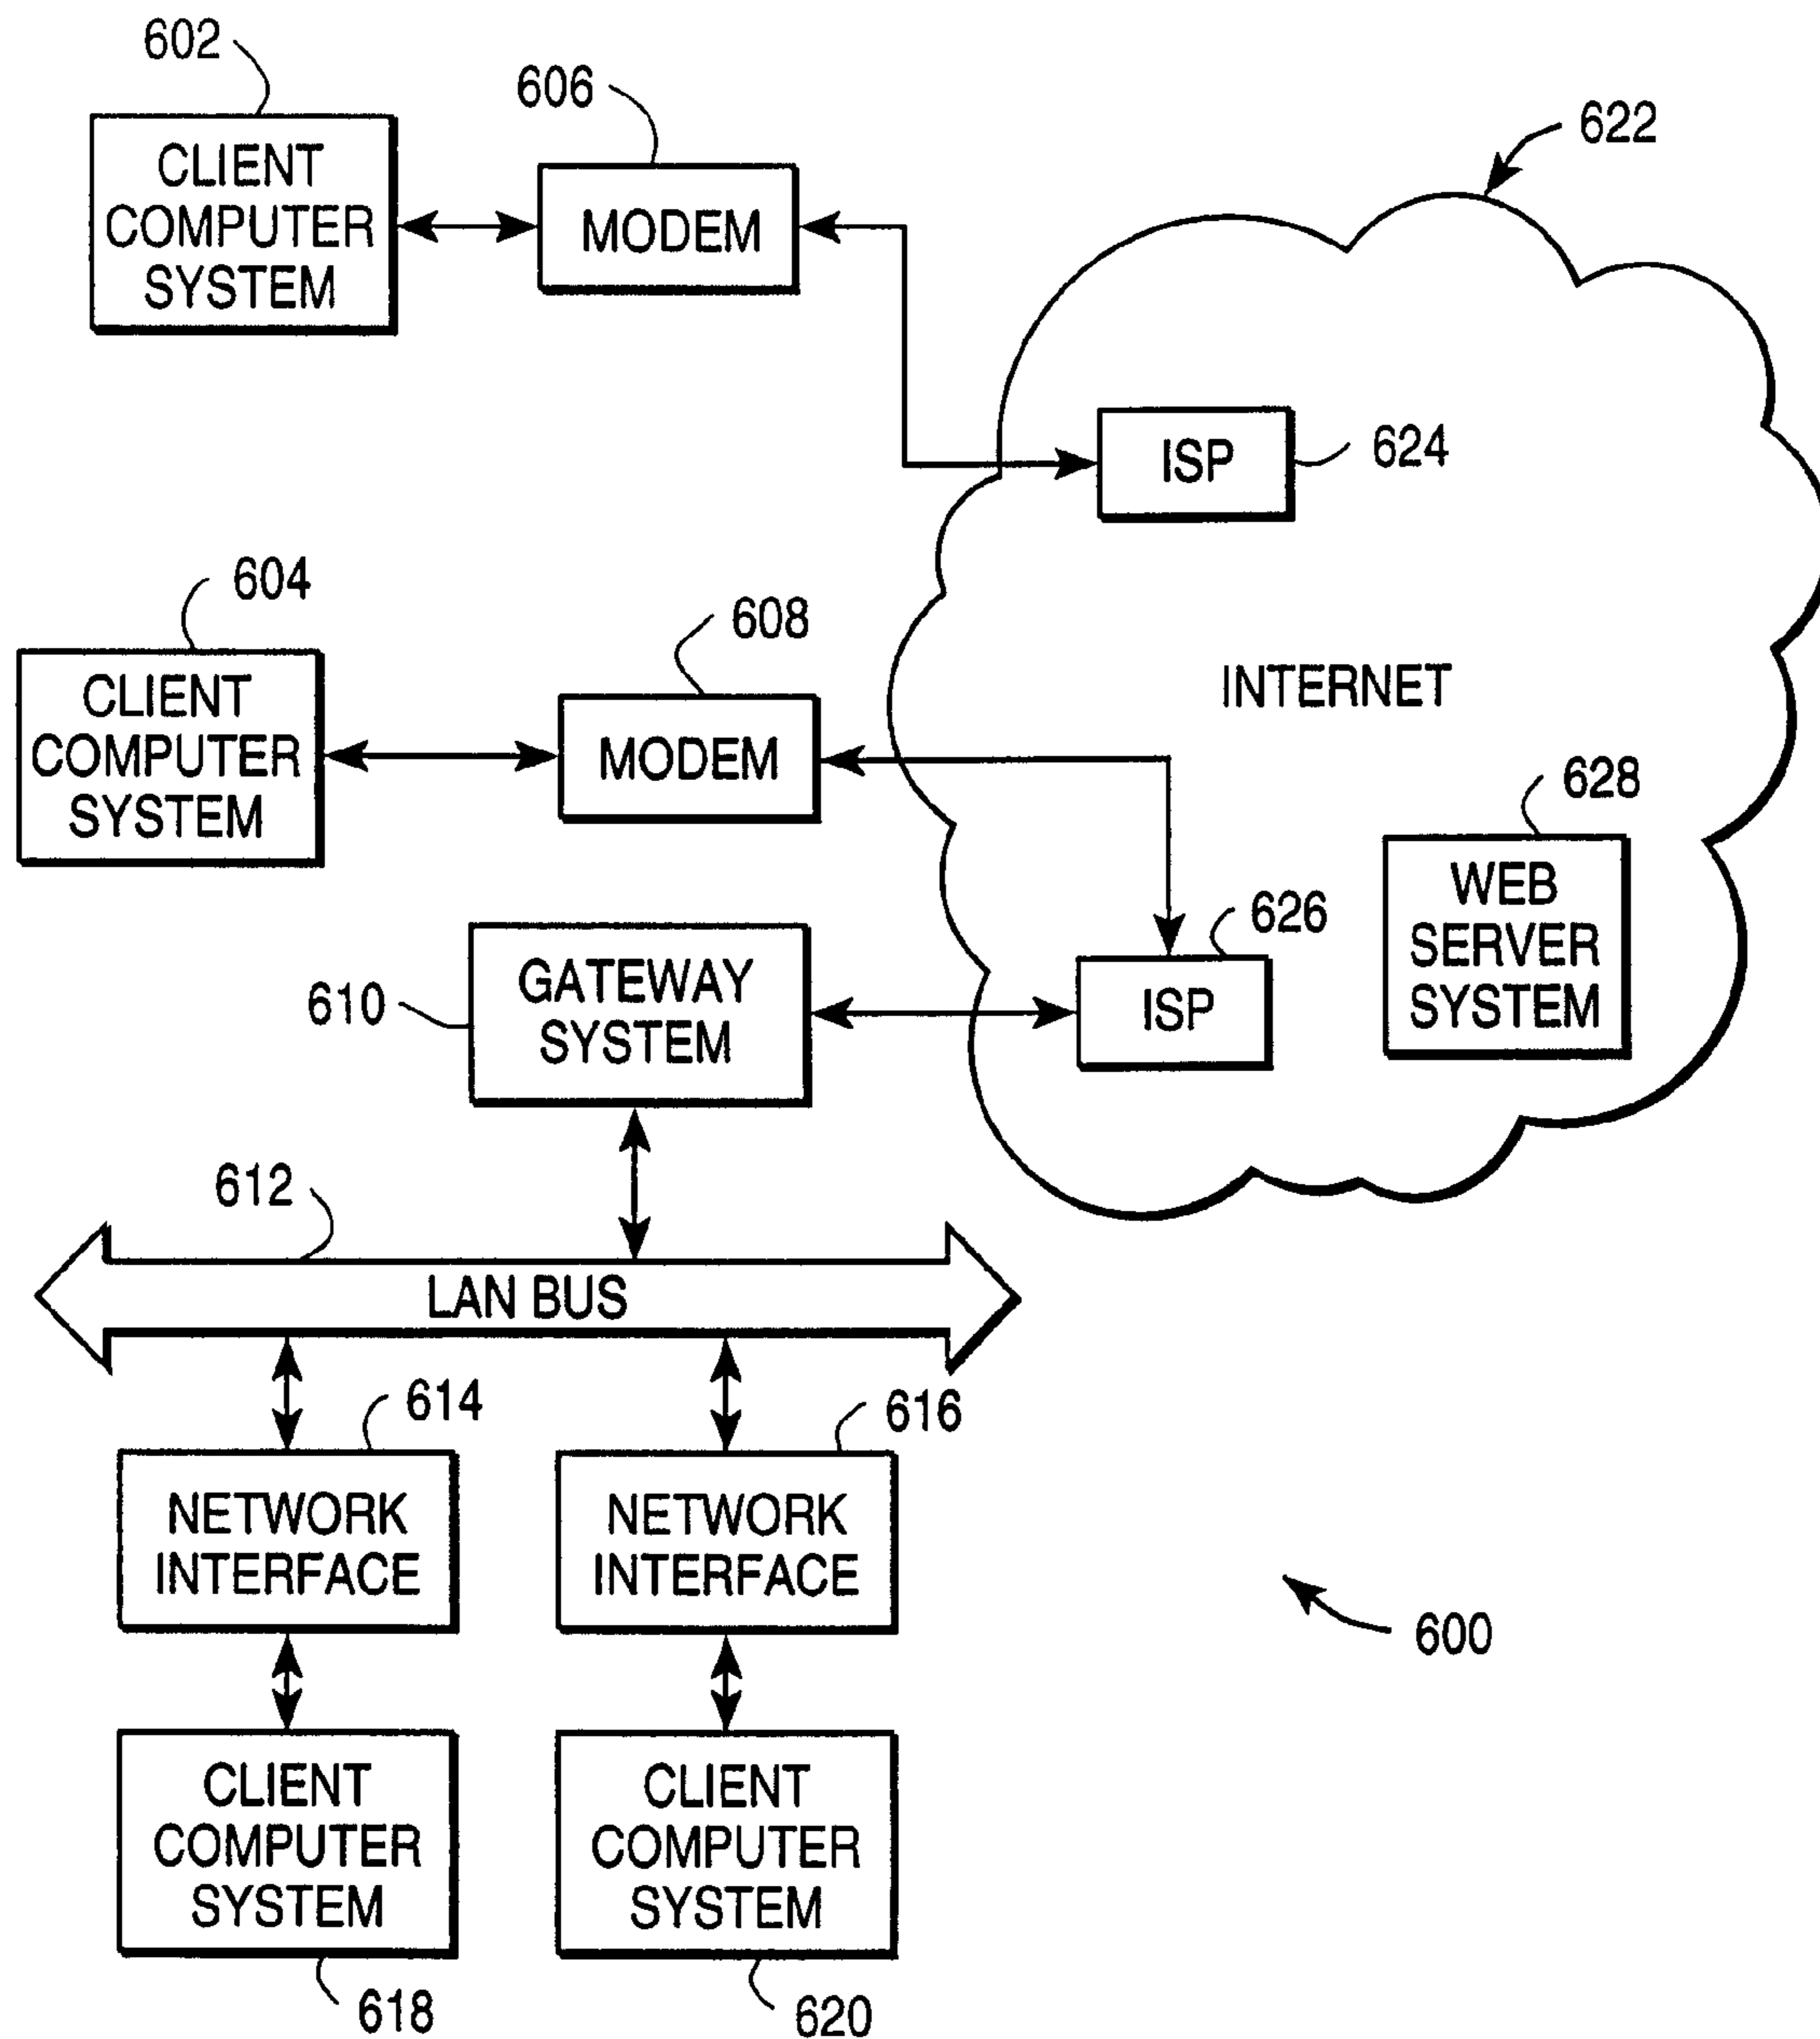 602
606
622
CLIENT
COMPUTER
SYSTEM
MODEM
ISP
624
604
608
CLIENT
COMPUTER
SYSTEM
MODEM
INTERNET
628
WEB
SERVER
SYSTEM
626
ISP
610
GATEWAY
SYSTEM
612
LAN BUS
614
616
NETWORK
INTERFACE
NETWORK
INTERFACE
600
CLIENT
COMPUTER
SYSTEM
CLIENT
COMPUTER
SYSTEM
618
620